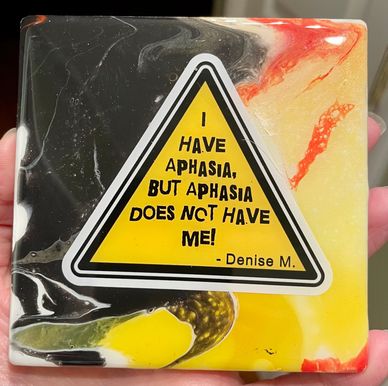 I
HAVE
APHASIA,
BUT APHASIA
DOES NOT HAVE
ME!
- Denise M.